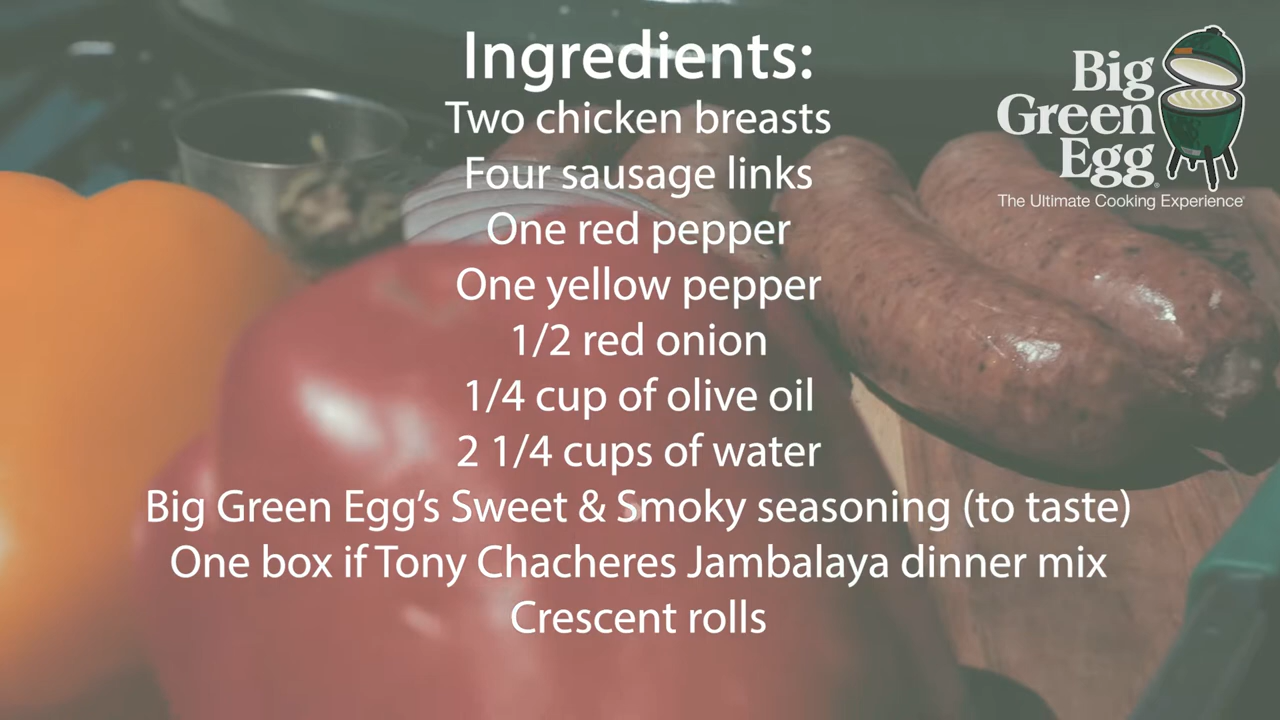 Ingredients:
Two chicken breasts
Four sausage links
One red pepper
One yellow pepper
1/2 red onion
1/4 cup of olive oil
2 1/4 cups of water
Big Green Egg’s Sweet & Smoky seasoning (to taste)
One box if Tony Chacheres Jambalaya dinner mix
Crescent rolls
Big
Green
Egg®
The Ultimate Cooking Experience®